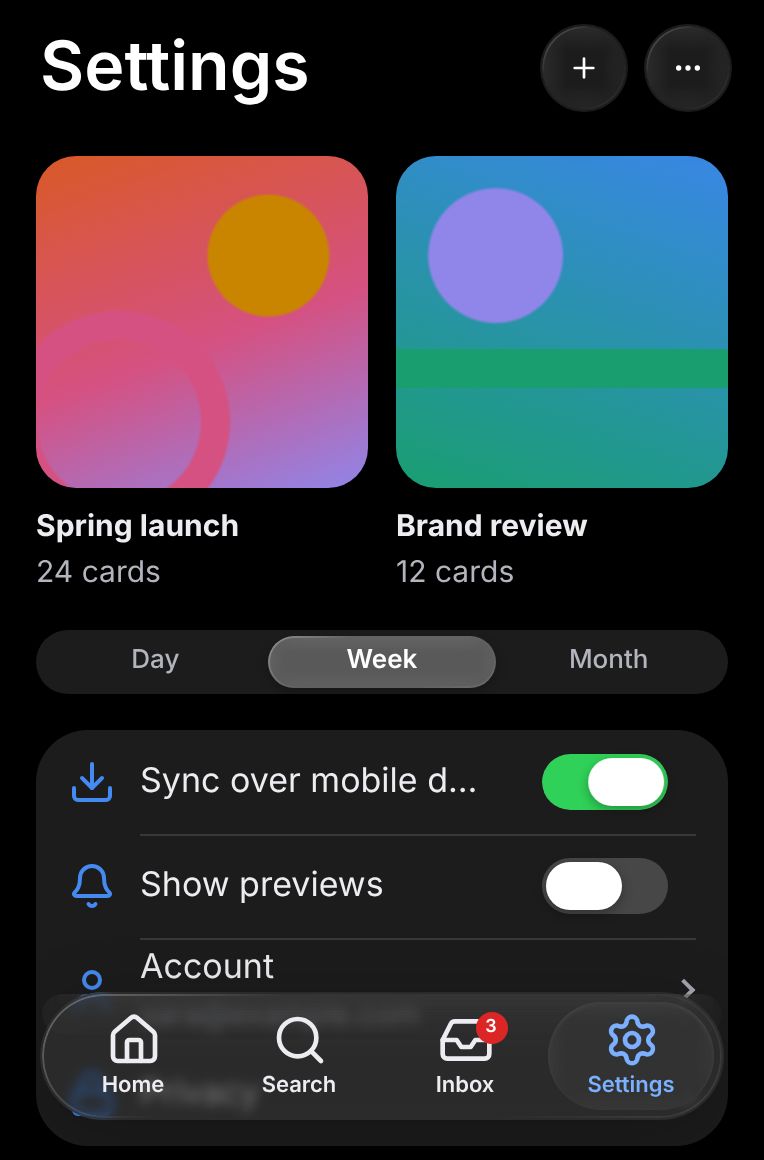 Settings
Spring launch
24 cards
Brand review
12 cards
Day
Week
Month
Sync over mobile d...
Show previews
Account
Privacy
Home
Search
Inbox
3
Settings